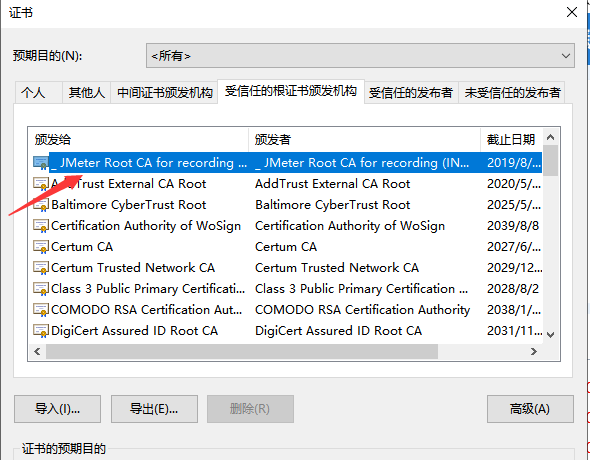 证书
预期目的(N):
<所有>
个人 其他人 中间证书颁发机构 受信任的根证书颁发机构 受信任的发布者 未受信任的发布者
颁发给 颁发者 截止日期
_ JMeter Root CA for recording ... _ JMeter Root CA for recording (IN... 2019/8/...
AddTrust External CA Root AddTrust External CA Root 2020/5/...
Baltimore CyberTrust Root Baltimore CyberTrust Root 2025/5/...
Certification Authority of WoSign Certification Authority of WoSign 2039/8/8
Certum CA Certum CA 2027/6/...
Certum Trusted Network CA Certum Trusted Network CA 2029/12...
Class 3 Public Primary Certificati... Class 3 Public Primary Certification ... 2028/8/2
COMODO RSA Certification Aut... COMODO RSA Certification Authority 2038/1/...
DigiCert Assured ID Root CA DigiCert Assured ID Root CA 2031/11...
导入(I)... 导出(E)... 删除(R) 高级(A)
证书的预期目的